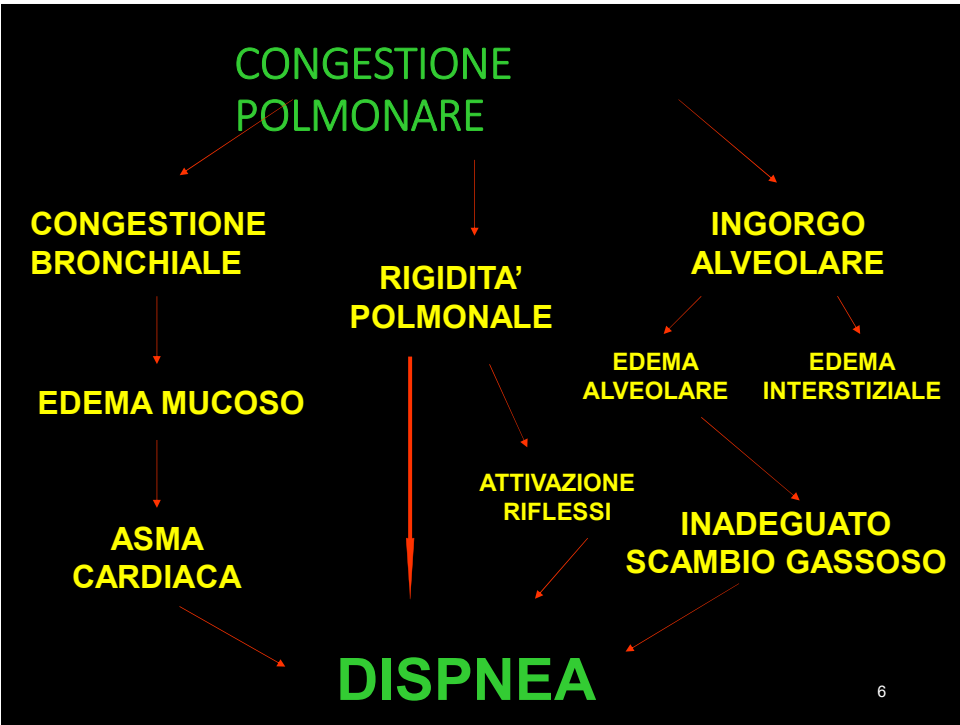 CONGESTIONE
POLMONARE
CONGESTIONE
BRONCHIALE
INGORGO
ALVEOLARE
RIGIDITA’
POLMONALE
EDEMA
ALVEOLARE
EDEMA
INTERSTIZIALE
EDEMA MUCOSO
ATTIVAZIONE
RIFLESSI
ASMA
CARDIACA
INADEGUATO
SCAMBIO GASSOSO
DISPNEA
6